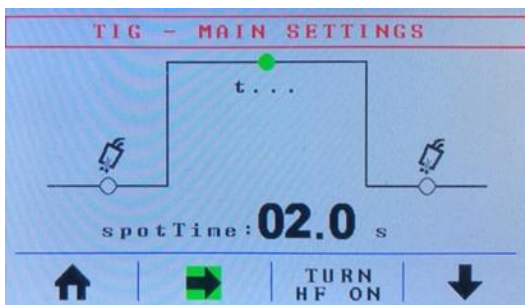 TIG - MAIN SETTINGS
t...
spotTime:02.0 s
TURN
HF ON